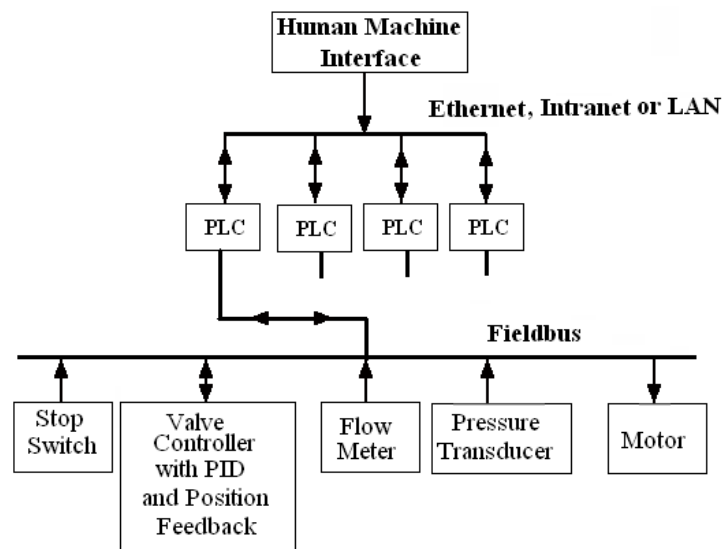 Human Machine
Interface
Ethernet, Intranet or LAN
PLC
PLC
PLC
PLC
Fieldbus
Stop
Switch
Valve
Controller
with PID
and Position
Feedback
Flow
Meter
Pressure
Transducer
Motor